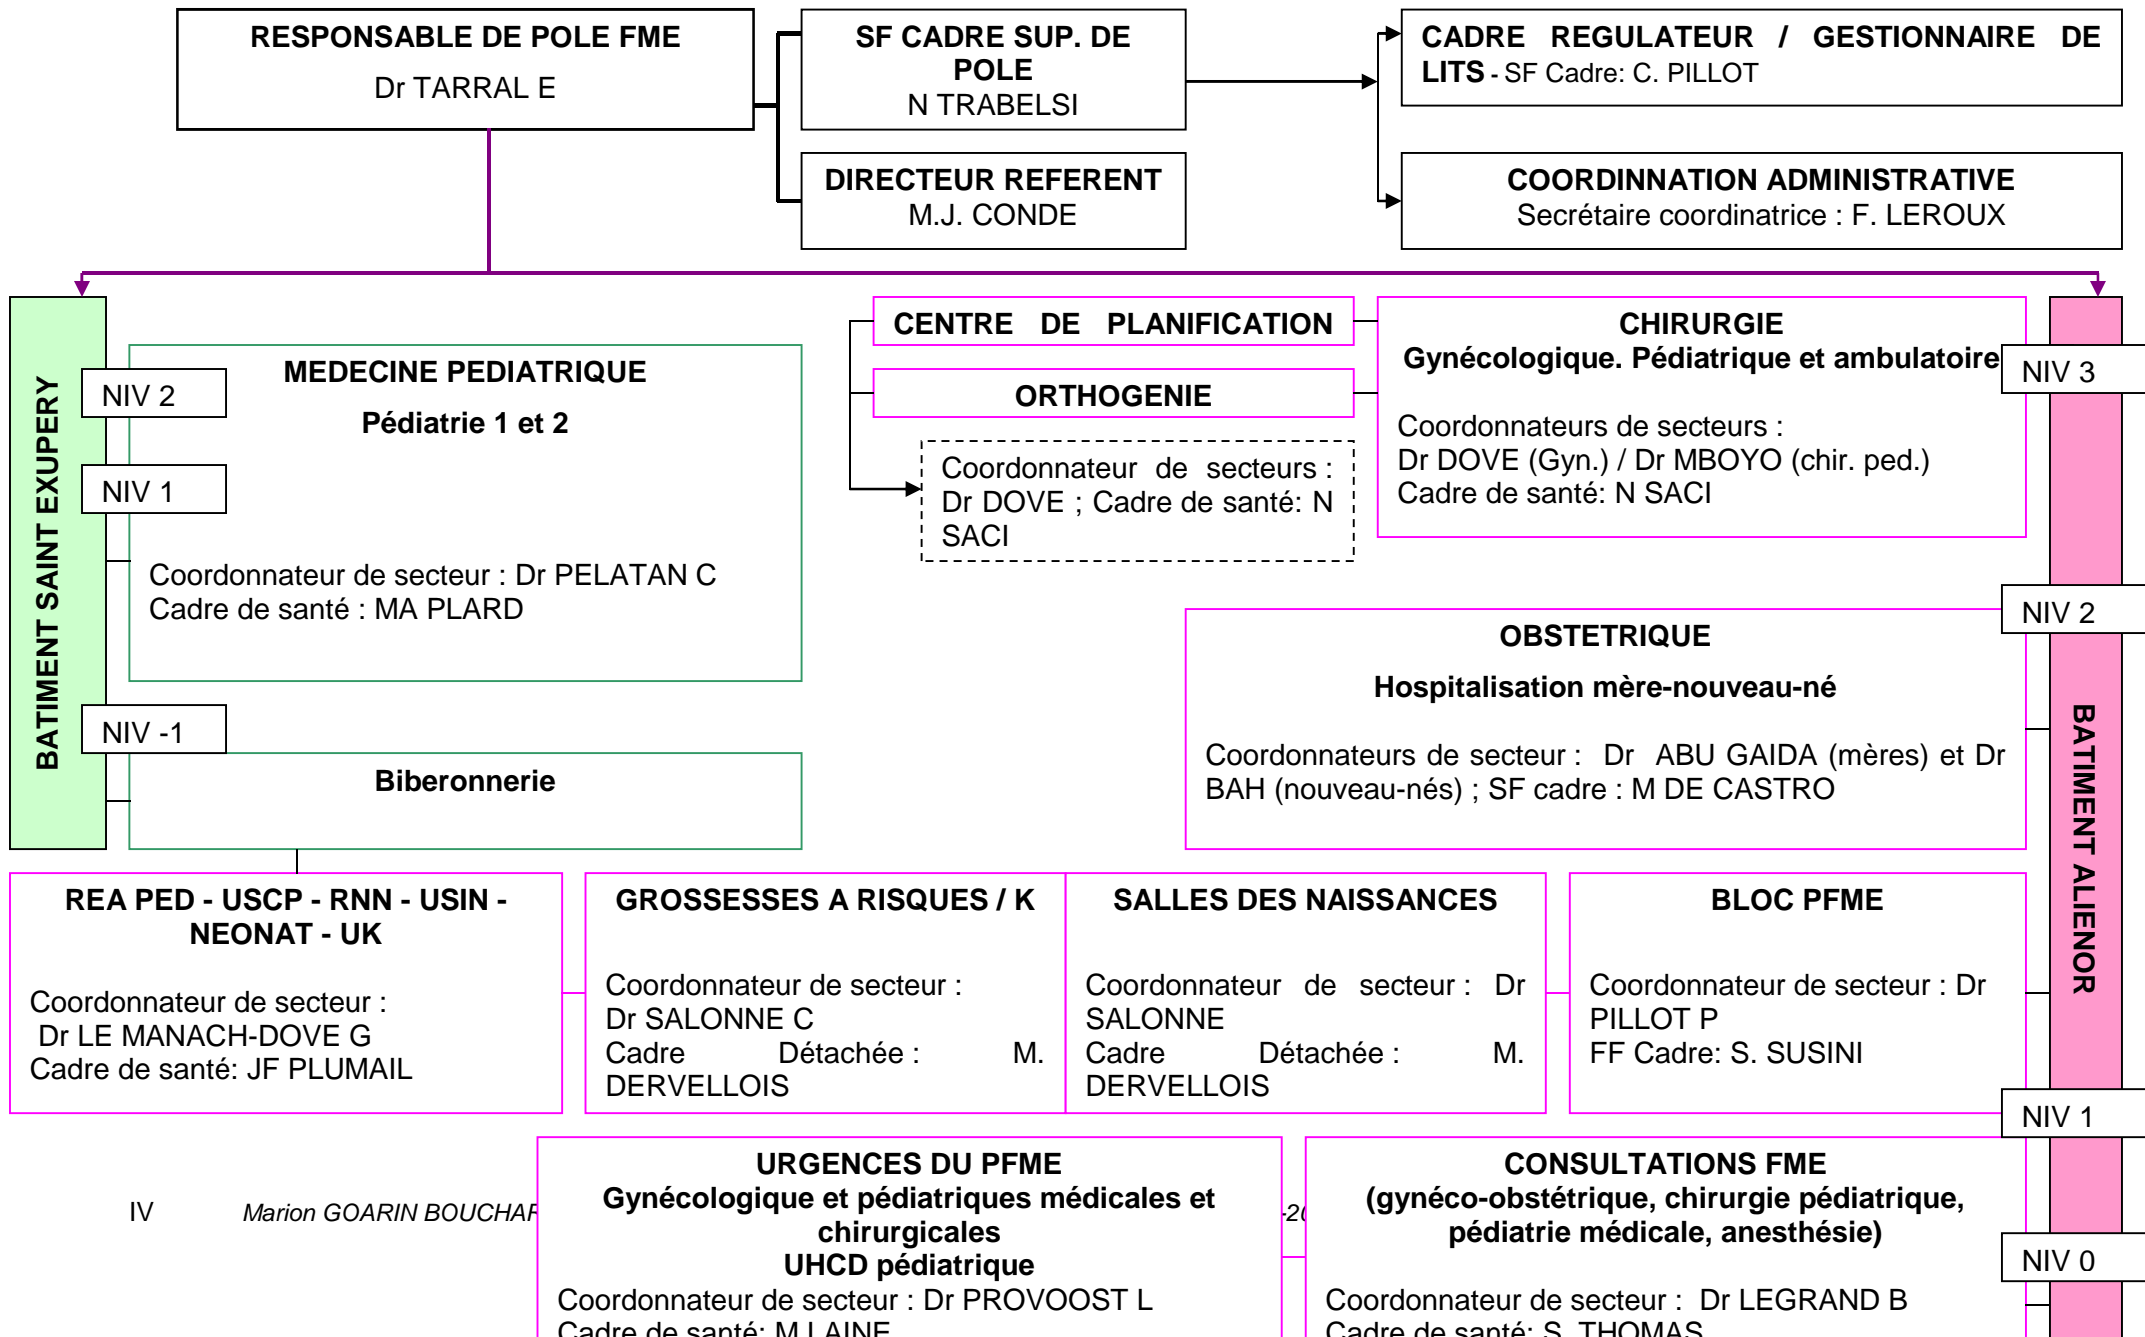 RESPONSABLE DE POLE FME
Dr TARRAL E
SF CADRE SUP. DE
POLE
N TRABELSI
DIRECTEUR REFERENT
M.J. CONDE
CADRE REGULATEUR / GESTIONNAIRE DE
LITS - SF Cadre: C. PILLOT
COORDINNATION ADMINISTRATIVE
Secrétaire coordinatrice : F. LEROUX
BATIMENT SAINT EXUPERY
NIV 2
NIV 1
NIV -1
MEDECINE PEDIATRIQUE
Pédiatrie 1 et 2
Coordonnateur de secteur : Dr PELATAN C
Cadre de santé : MA PLARD
Biberonnerie
CENTRE DE PLANIFICATION
ORTHOGENIE
Coordonnateur de secteurs :
Dr DOVE ; Cadre de santé: N
SACI
CHIRURGIE
Gynécologique. Pédiatrique et ambulatoire
Coordonnateurs de secteurs :
Dr DOVE (Gyn.) / Dr MBOYO (chir. ped.)
Cadre de santé: N SACI
NIV 3
NIV 2
OBSTETRIQUE
Hospitalisation mère-nouveau-né
Coordonnateurs de secteur : Dr ABU GAIDA (mères) et Dr
BAH (nouveau-nés) ; SF cadre : M DE CASTRO
BATIMENT ALIENOR
REA PED - USCP - RNN - USIN -
NEONAT - UK
Coordonnateur de secteur :
Dr LE MANACH-DOVE G
Cadre de santé: JF PLUMAIL
GROSSESSES A RISQUES / K
Coordonnateur de secteur :
Dr SALONNE C
Cadre Détachée : M.
DERVELLOIS
SALLES DES NAISSANCES
Coordonnateur de secteur : Dr
SALONNE
Cadre Détachée : M.
DERVELLOIS
BLOC PFME
Coordonnateur de secteur : Dr
PILLOT P
FF Cadre: S. SUSINI
NIV 1
URGENCES DU PFME
Gynécologique et pédiatriques médicales et
chirurgicales
UHCD pédiatrique
Coordonnateur de secteur : Dr PROVOOST L
Cadre de santé: M LAINE
CONSULTATIONS FME
(gynéco-obstétrique, chirurgie pédiatrique,
pédiatrie médicale, anesthésie)
Coordonnateur de secteur : Dr LEGRAND B
Cadre de santé: S. THOMAS
NIV 0
IV Marion GOARIN